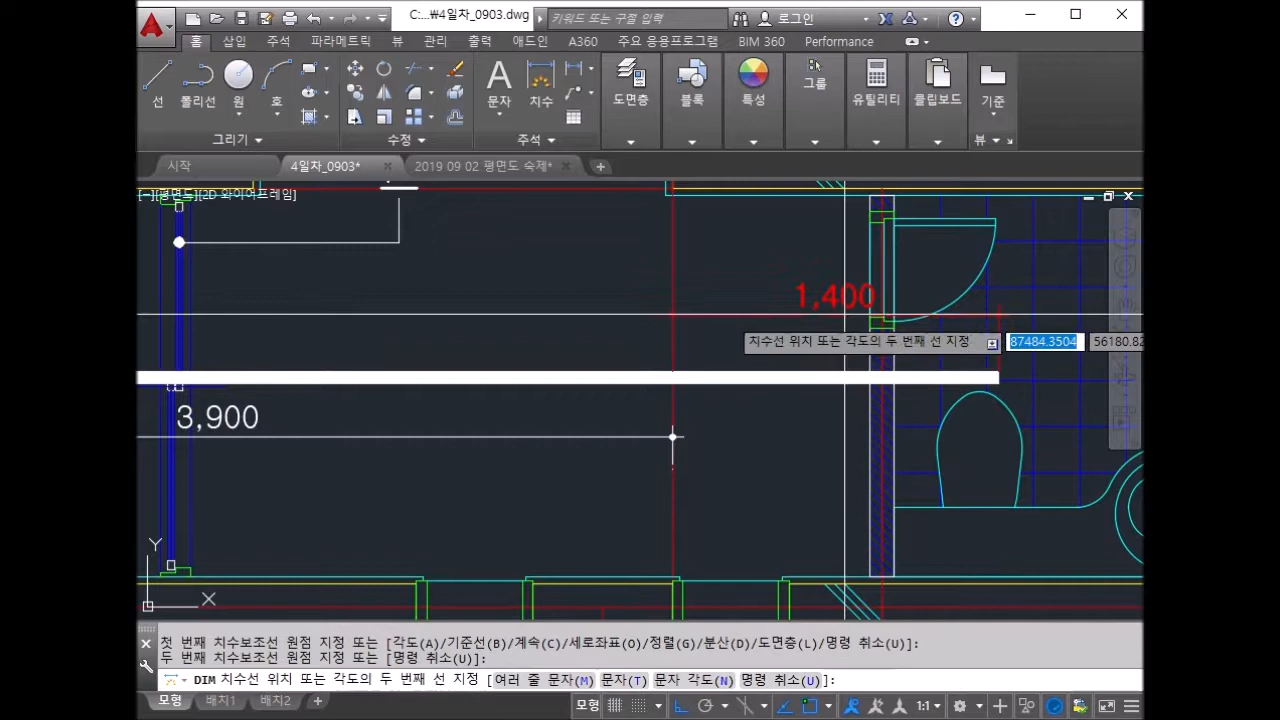 C:...₩4일차_0903.dwg
키워드 또는 구절 입력
로그인
홈 삽입 주석 파라메트릭 뷰 관리 출력 애드인 A360 주요 응용프로그램 BIM 360 Performance
선 폴리선 원 호 문자 치수 도면층 블록 특성 그룹 유틸리티 클립보드 기준
그리기 수정 주석 뷰
시작 4일차_0903* 2019 09 02 평면도 숙제*
[-][평면도][2D 와이어프레임]
1,400
치수선 위치 또는 각도의 두 번째 선 지정 87484.3504 56180.82
3,900
Y
X
첫 번째 치수보조선 원점 지정 또는 [각도(A)/기준선(B)/계속(C)/세로좌표(O)/정렬(G)/분산(D)/도면층(L)/명령 취소(U)]:
두 번째 치수보조선 원점 지정 또는 [명령 취소(U)]:
DIM 치수선 위치 또는 각도의 두 번째 선 지정 [여러 줄 문자(M) 문자(T) 문자 각도(N) 명령 취소(U)]:
모형 배치1 배치2 + 모형 1:1